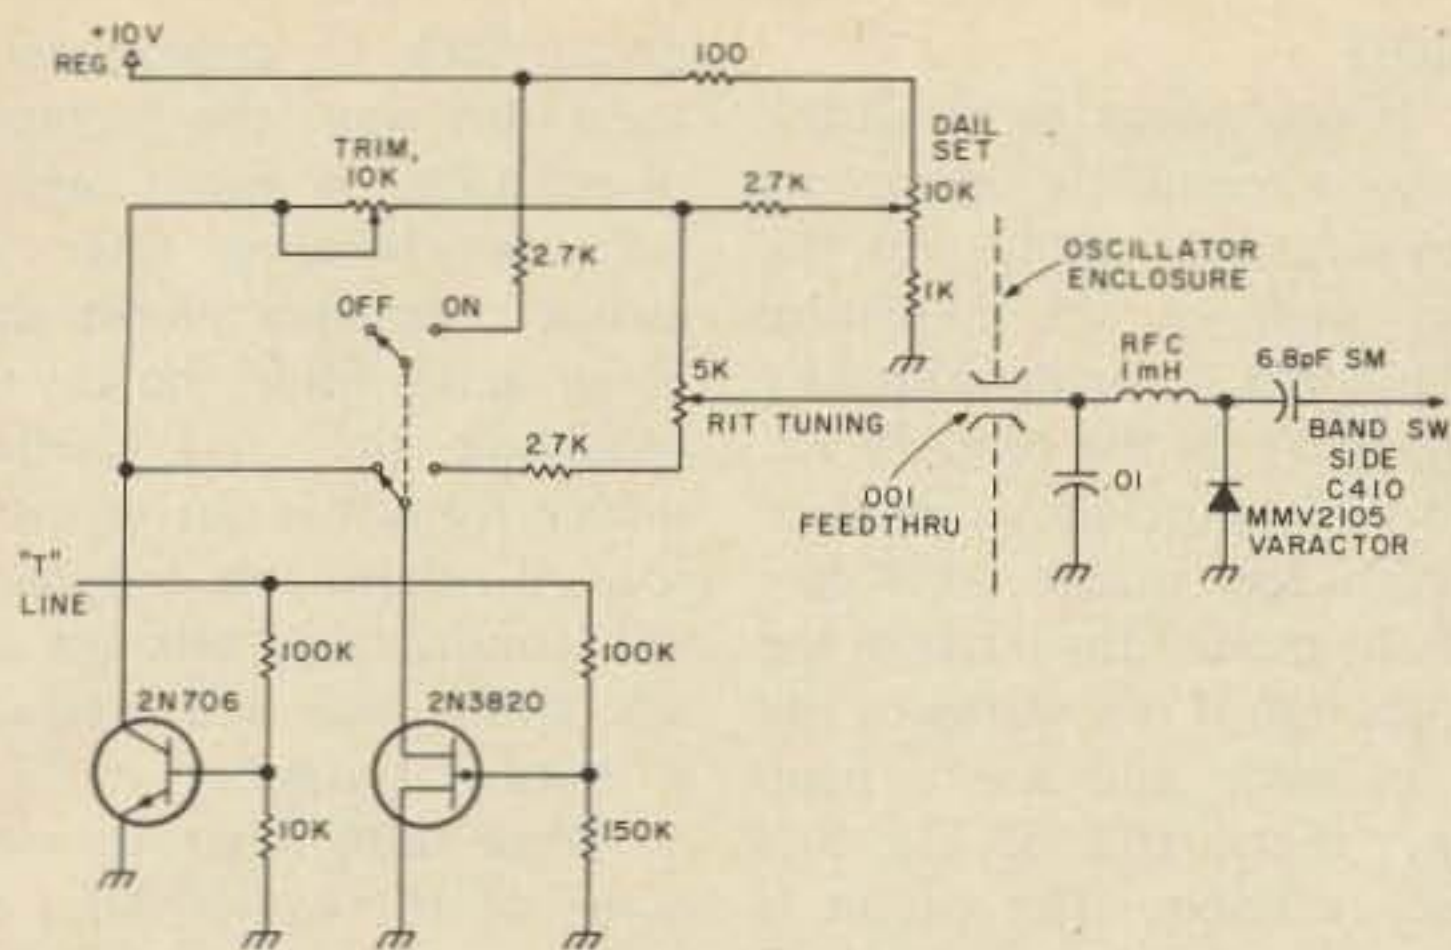 +10V
REG
100
TRIM,
10K
DAIL
SET
2.7K
10K
2.7K
OFF
ON
1K
OSCILLATOR
ENCLOSURE
5K
RIT TUNING
RFC
1mH
6.8pF SM
BAND SW
SIDE
C410
2.7K
.001
FEEDTHRU
.01
MMV2105
VARACTOR
"T"
LINE
100K
100K
2N706
2N3820
10K
150K